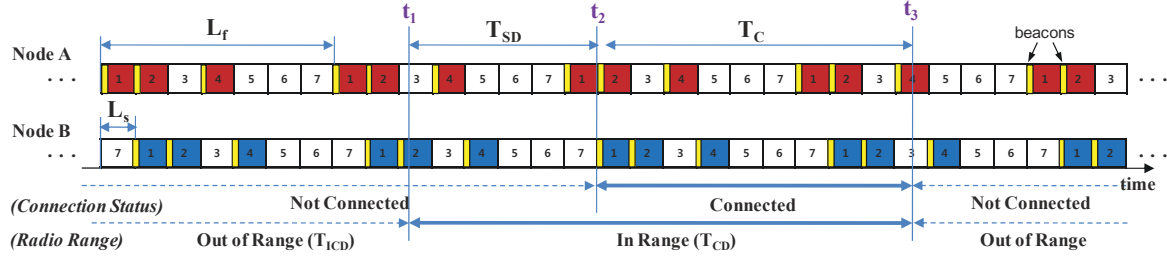 t1 t2 t3
Lf TSD TC beacons
Node A
. . . 1 2 3 4 5 6 7 1 2 3 4 5 6 7 1 2 3 4 5 6 7 1 2 3 4 5 6 7 1 2 3 . . .
Ls
Node B
. . . 7 1 2 3 4 5 6 7 1 2 3 4 5 6 7 1 2 3 4 5 6 7 1 2 3 4 5 6 7 1 2 . . .
time
(Connection Status) Not Connected Connected Not Connected
(Radio Range) Out of Range (TICD) In Range (TCD) Out of Range